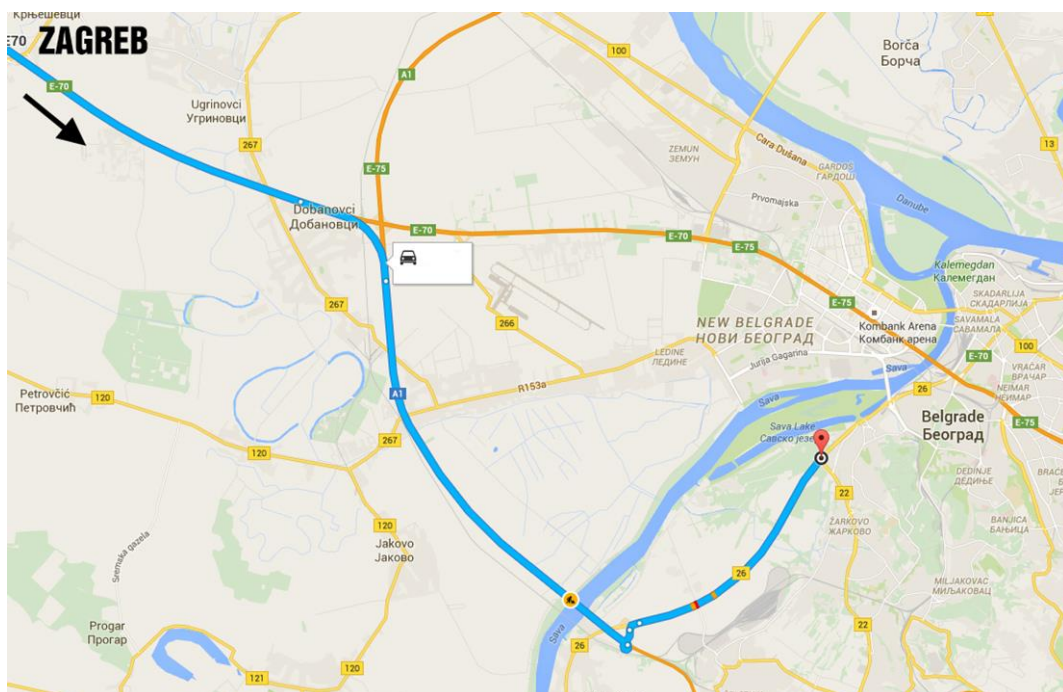 Крњешевци
E70
ZAGREB
100
Borča
Борча
E-70
A1
Ugrinovci
Угриновци
Cara Dušana
13
267
ZEMUN
ЗЕМУН
GARDOŠ
ГАРДОШ
E-75
Prvomajska
Danube
Dobanovci
Добановци
E-70
E-70
E-75
Kalemegdan
Калемегдан
SKADARLIJA
СКАДАРЛИЈА
267
266
E-75
NEW BELGRADE
НОВИ БЕОГРАД
Kombank Arena
Комбанк арена
SAVAMALA
САВАМАЛА
100
LEDINE
ЛЕДИНЕ
Jurija Gagarina
E-70
Sava
VRAČAR
ВРАЧАР
R153a
26
NEIMAR
НЕИМАР
Petrovčić
Петровчић
120
A1
Sava
267
Belgrade
Београд
E-75
Sava Lake
Савско језе
120
DEDINJE
ДЕДИЊЕ
22
120
ŽARKOVO
ЖАРКОВО
BANJICA
БАЊИЦА
Jakovo
Јаково
Sremska gazela
26
MILJAKOVAC
МИЉАКОВАЦ
Progar
Прогар
Sava
26
22
120
121